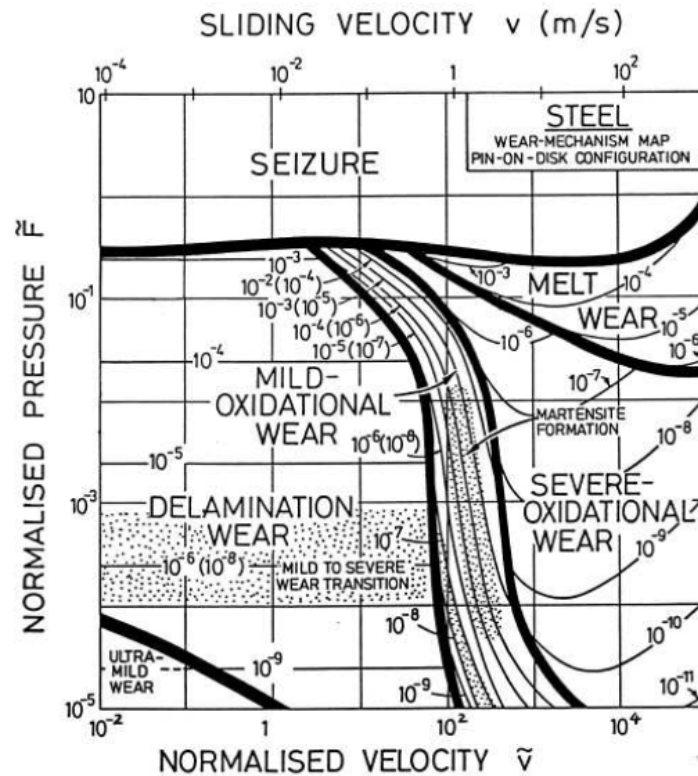 SLIDING VELOCITY v (m/s)
10⁻⁴ 10⁻² 1 10²
10
STEEL
WEAR-MECHANISM MAP
PIN-ON-DISK CONFIGURATION
SEIZURE
NORMALISED PRESSURE F̃
10⁻³
10⁻²(10⁻⁴)
10⁻³(10⁻⁵)
10⁻⁴(10⁻⁶)
10⁻⁵(10⁻⁷)
10⁻³
MELT
WEAR
10⁻⁴
10⁻⁵
10⁻⁶
10⁻¹
10⁻⁶
10⁻⁷
10⁻⁴
MILD-
OXIDATIONAL
WEAR
MARTENSITE
FORMATION
10⁻⁸
10⁻⁶(10⁻⁸)
10⁻⁵
10⁻³
DELAMINATION
WEAR
SEVERE-
OXIDATIONAL
WEAR
10⁻⁷
10⁻⁹
10⁻⁶(10⁻⁸)
MILD TO SEVERE
WEAR TRANSITION
10⁻⁸
10⁻¹⁰
ULTRA-
MILD
WEAR
10⁻⁹
10⁻⁹
10⁻¹¹
10⁻⁵
10⁻² 1 10² 10⁴
NORMALISED VELOCITY ṽ